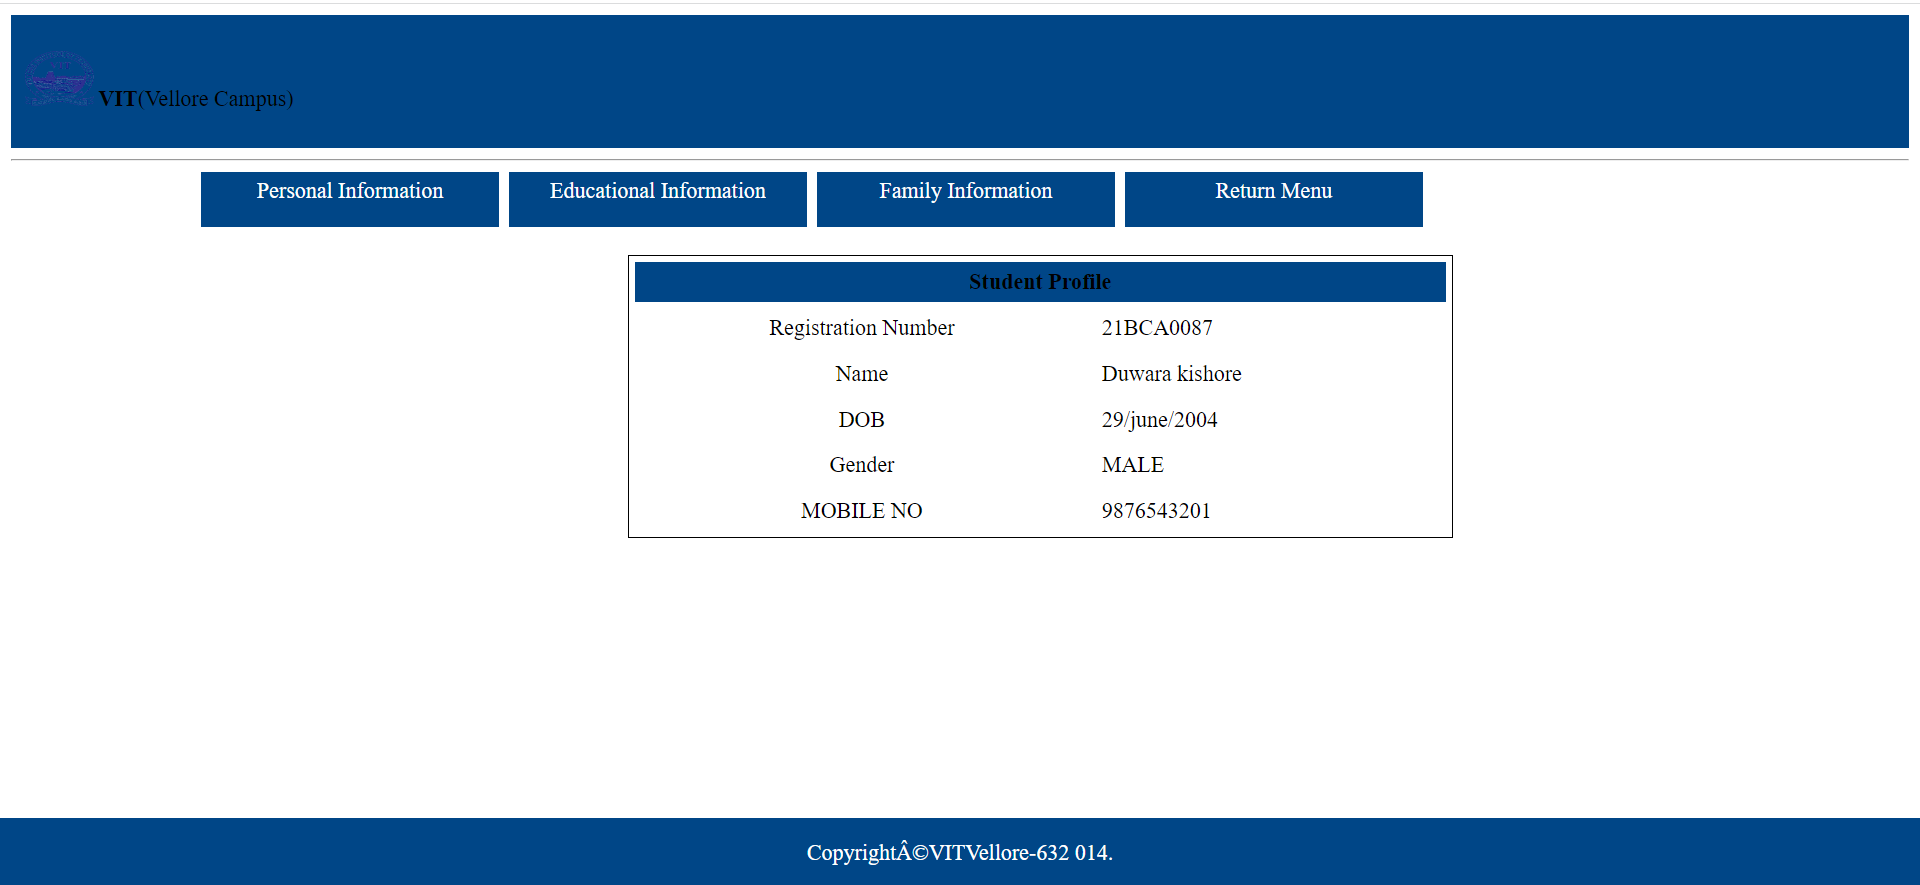 VIT(Vellore Campus)
Personal Information
Educational Information
Family Information
Return Menu
Student Profile
Registration Number 21BCA0087
Name Duwara kishore
DOB 29/june/2004
Gender MALE
MOBILE NO 9876543201
CopyrightÂ©VITVellore-632 014.